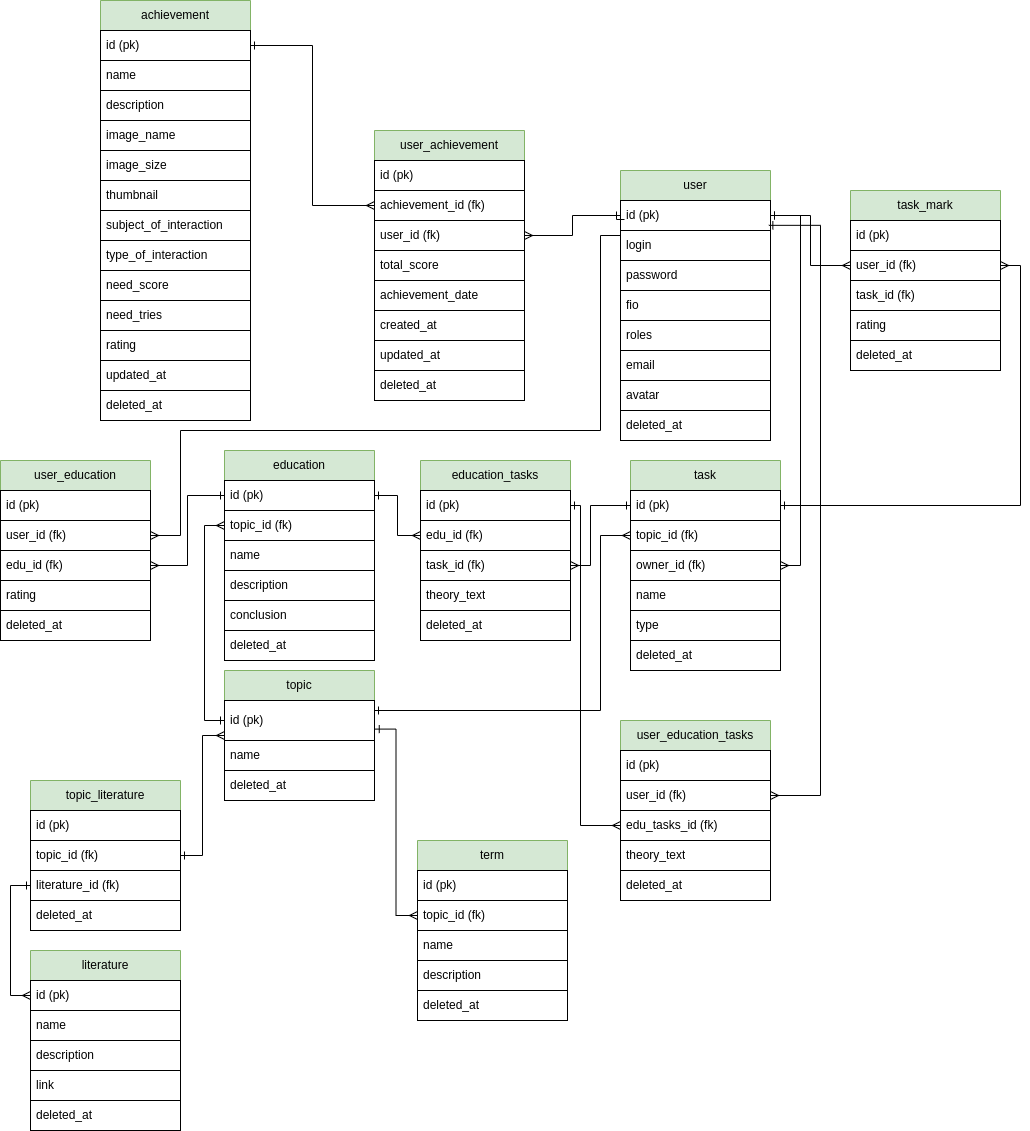 achievement
id (pk)
name
description
image_name
image_size
thumbnail
subject_of_interaction
type_of_interaction
need_score
need_tries
rating
updated_at
deleted_at
user_achievement
id (pk)
achievement_id (fk)
user_id (fk)
total_score
achievement_date
created_at
updated_at
deleted_at
user
id (pk)
login
password
fio
roles
email
avatar
deleted_at
task_mark
id (pk)
user_id (fk)
task_id (fk)
rating
deleted_at
user_education
id (pk)
user_id (fk)
edu_id (fk)
rating
deleted_at
education
id (pk)
topic_id (fk)
name
description
conclusion
deleted_at
education_tasks
id (pk)
edu_id (fk)
task_id (fk)
theory_text
deleted_at
task
id (pk)
topic_id (fk)
owner_id (fk)
name
type
deleted_at
topic
id (pk)
name
deleted_at
user_education_tasks
id (pk)
user_id (fk)
edu_tasks_id (fk)
theory_text
deleted_at
topic_literature
id (pk)
topic_id (fk)
literature_id (fk)
deleted_at
term
id (pk)
topic_id (fk)
name
description
deleted_at
literature
id (pk)
name
description
link
deleted_at